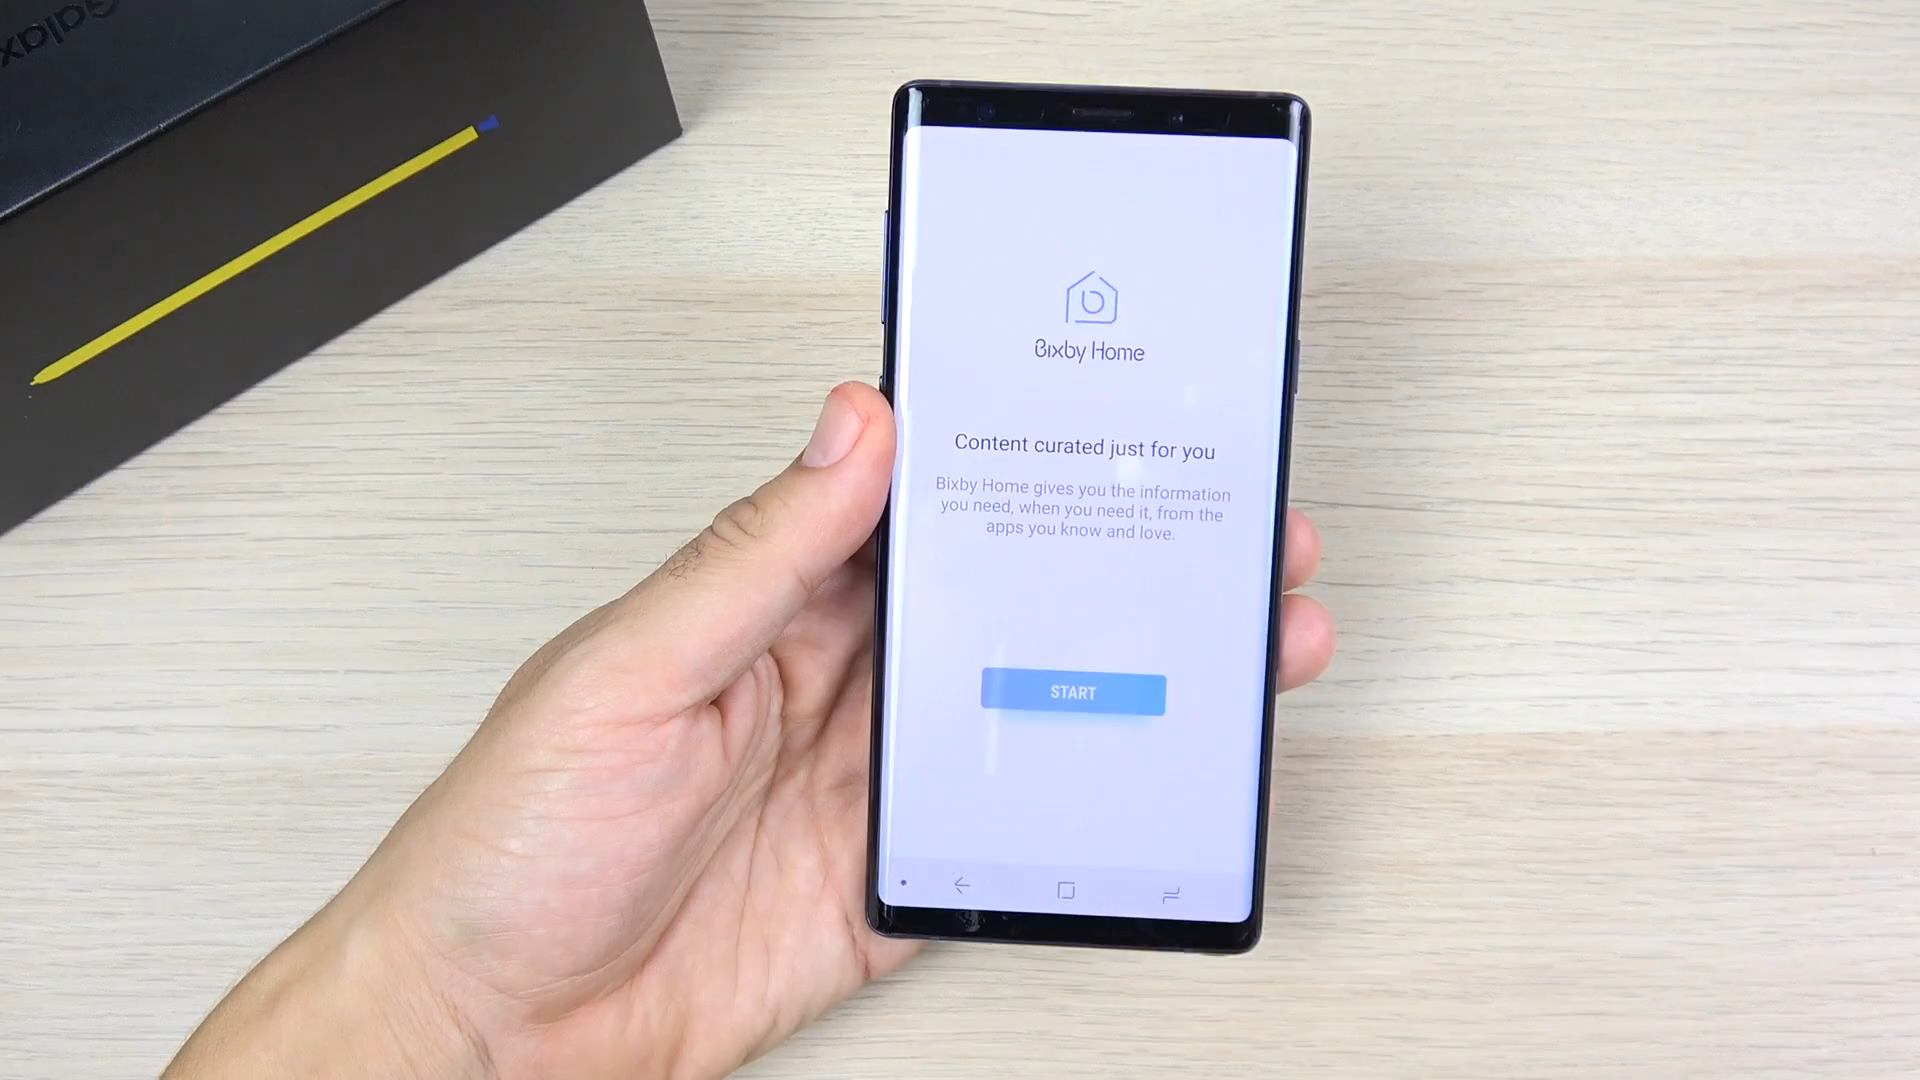 Galax
Bixby Home
Content curated just for you
Bixby Home gives you the information
you need, when you need it, from the
apps you know and love.
START